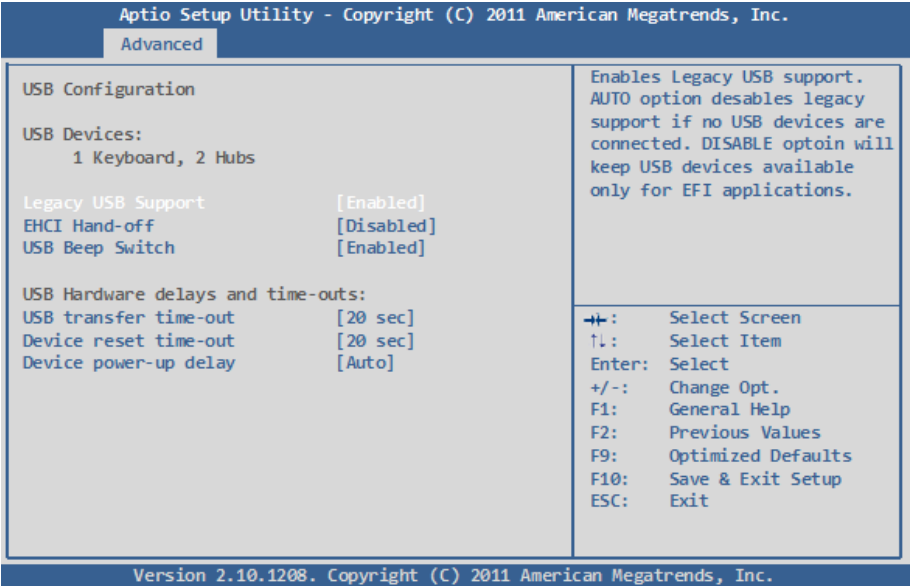 Aptio Setup Utility - Copyright (C) 2011 American Megatrends, Inc.
Advanced
USB Configuration
USB Devices:
1 Keyboard, 2 Hubs
Legacy USB Support [Enabled]
EHCI Hand-off [Disabled]
USB Beep Switch [Enabled]
USB Hardware delays and time-outs:
USB transfer time-out [20 sec]
Device reset time-out [20 sec]
Device power-up delay [Auto]
Enables Legacy USB support.
AUTO option desables legacy
support if no USB devices are
connected. DISABLE optoin will
keep USB devices available
only for EFI applications.
→←: Select Screen
↑↓: Select Item
Enter: Select
+/-: Change Opt.
F1: General Help
F2: Previous Values
F9: Optimized Defaults
F10: Save & Exit Setup
ESC: Exit
Version 2.10.1208. Copyright (C) 2011 American Megatrends, Inc.